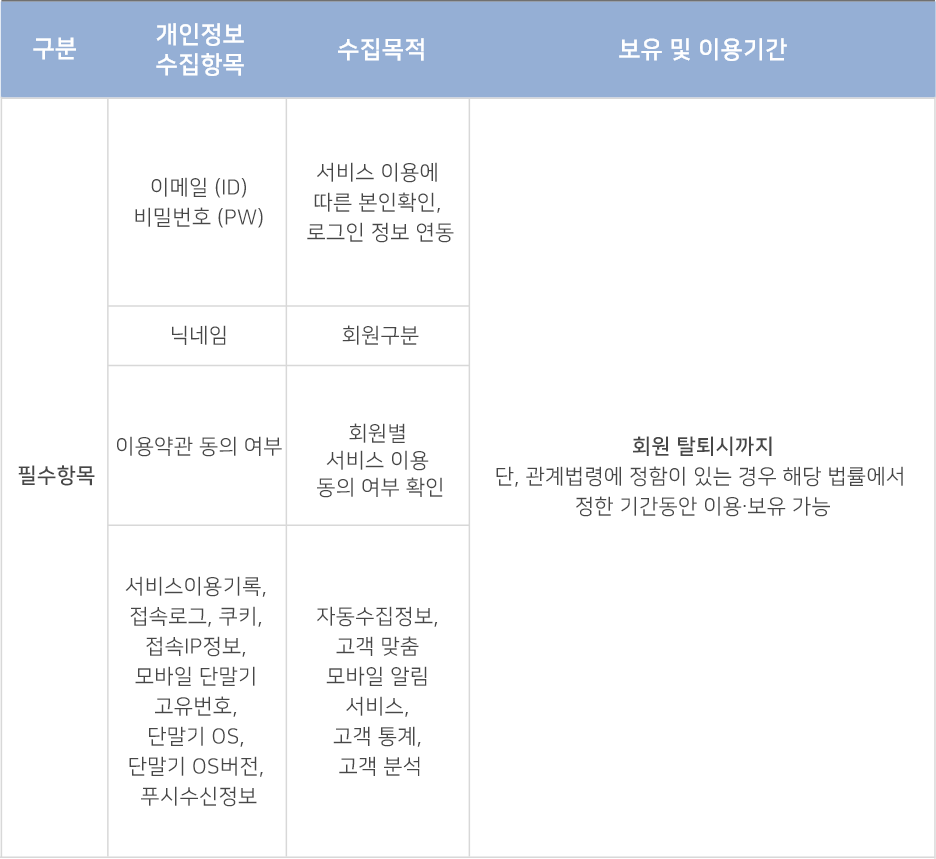 구분
개인정보
수집항목
수집목적
보유 및 이용기간
필수항목
이메일 (ID)
비밀번호 (PW)
서비스 이용에
따른 본인확인,
로그인 정보 연동
닉네임
회원구분
이용약관 동의 여부
회원별
서비스 이용
동의 여부 확인
서비스이용기록,
접속로그, 쿠키,
접속IP정보,
모바일 단말기
고유번호,
단말기 OS,
단말기 OS버전,
푸시수신정보
자동수집정보,
고객 맞춤
모바일 알림
서비스,
고객 통계,
고객 분석
회원 탈퇴시까지
단, 관계법령에 정함이 있는 경우 해당 법률에서
정한 기간동안 이용·보유 가능